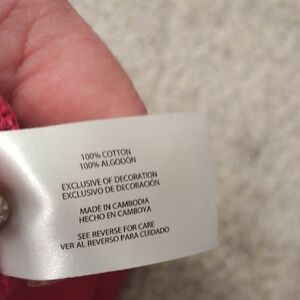 100% COTTON
100% ALGODÓN
EXCLUSIVE OF DECORATION
EXCLUSIVO DE DECORACIÓN
MADE IN CAMBODIA
HECHO EN CAMBOYA
SEE REVERSE FOR CARE
VER AL REVERSO PARA CUIDADO